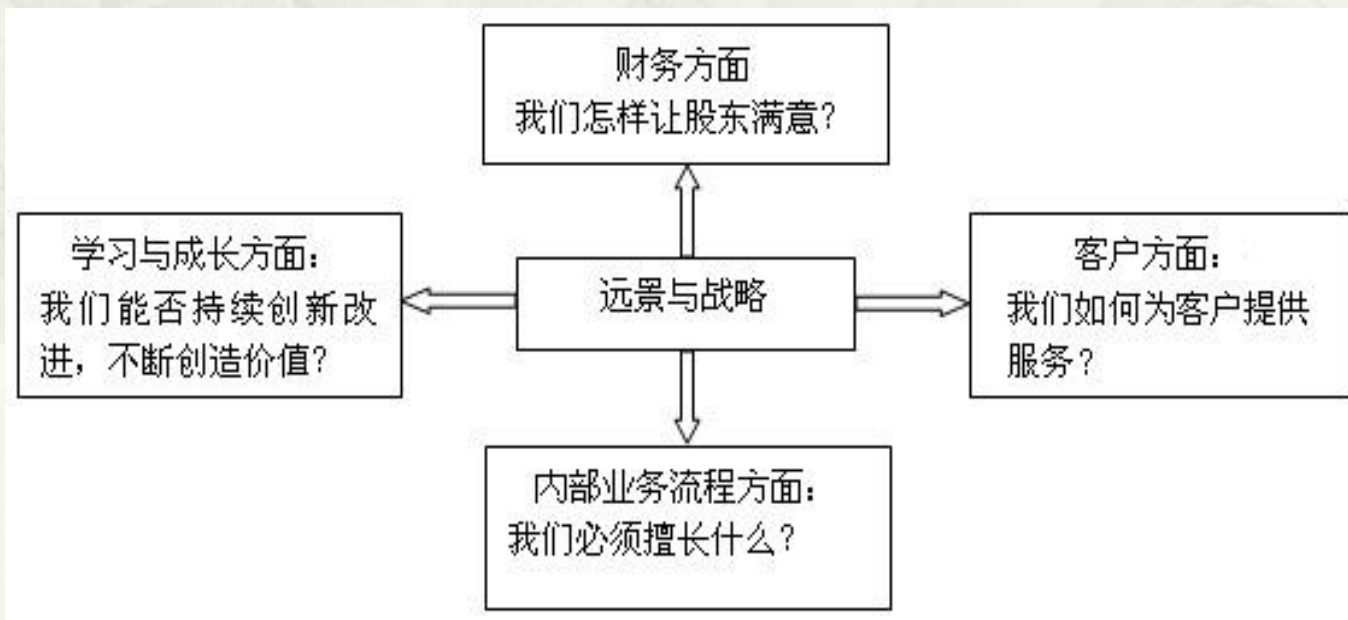 财务方面
我们怎样让股东满意？
学习与成长方面：
我们能否持续创新改
进，不断创造价值？
远景与战略
客户方面：
我们如何为客户提供
服务？
内部业务流程方面：
我们必须擅长什么？